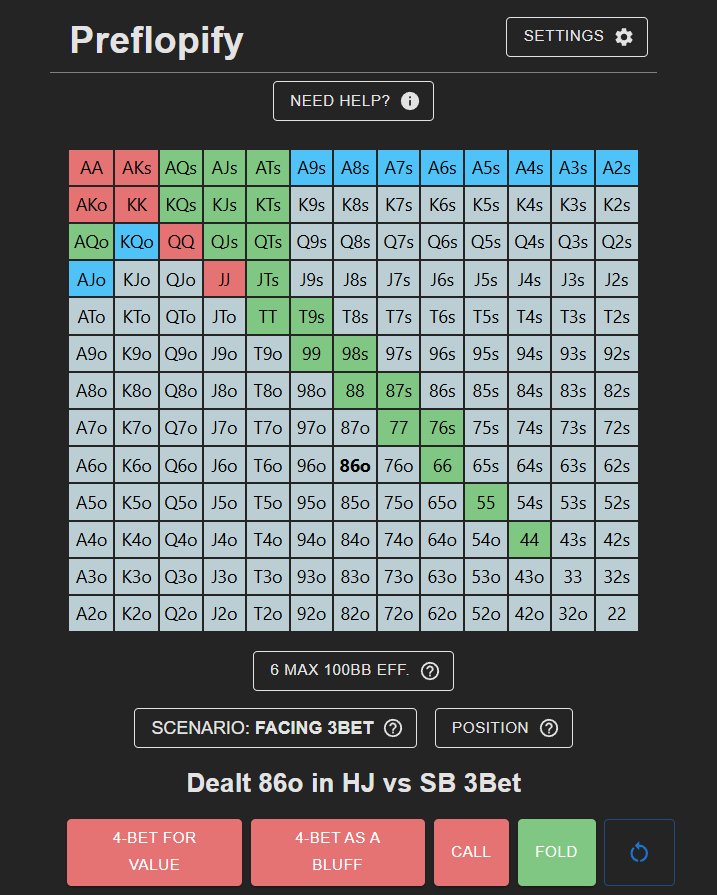 Preflopify
SETTINGS
NEED HELP?
AA AKs AQs AJs ATs A9s A8s A7s A6s A5s A4s A3s A2s
AKo KK KQs KJs KTs K9s K8s K7s K6s K5s K4s K3s K2s
AQo KQo QQ QJs QTs Q9s Q8s Q7s Q6s Q5s Q4s Q3s Q2s
AJo KJo QJo JJ JTs J9s J8s J7s J6s J5s J4s J3s J2s
ATo KTo QTo JTo TT T9s T8s T7s T6s T5s T4s T3s T2s
A9o K9o Q9o J9o T9o 99 98s 97s 96s 95s 94s 93s 92s
A8o K8o Q8o J8o T8o 98o 88 87s 86s 85s 84s 83s 82s
A7o K7o Q7o J7o T7o 97o 87o 77 76s 75s 74s 73s 72s
A6o K6o Q6o J6o T6o 96o 86o 76o 66 65s 64s 63s 62s
A5o K5o Q5o J5o T5o 95o 85o 75o 65o 55 54s 53s 52s
A4o K4o Q4o J4o T4o 94o 84o 74o 64o 54o 44 43s 42s
A3o K3o Q3o J3o T3o 93o 83o 73o 63o 53o 43o 33 32s
A2o K2o Q2o J2o T2o 92o 82o 72o 62o 52o 42o 32o 22
6 MAX 100BB EFF.
SCENARIO: FACING 3BET POSITION
Dealt 86o in HJ vs SB 3Bet
4-BET FOR
VALUE
4-BET AS A
BLUFF
CALL
FOLD